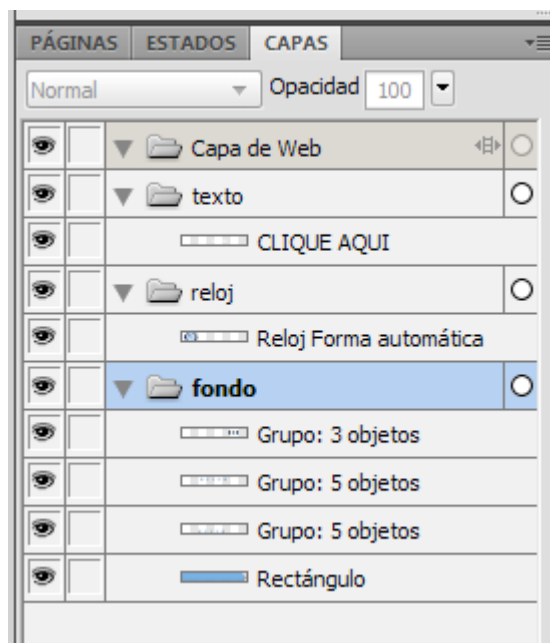 PÁGINAS ESTADOS CAPAS
Normal Opacidad 100
Capa de Web
texto
CLIQUE AQUI
reloj
Reloj Forma automática
fondo
Grupo: 3 objetos
Grupo: 5 objetos
Grupo: 5 objetos
Rectángulo